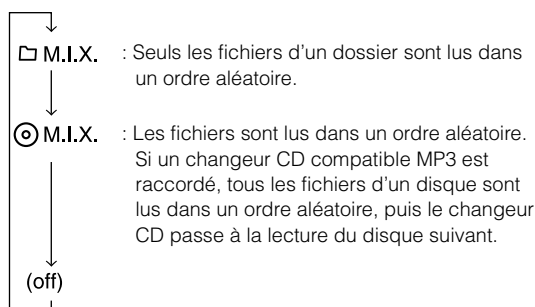 M.I.X. : Seuls les fichiers d'un dossier sont lus dans
un ordre aléatoire.
M.I.X. : Les fichiers sont lus dans un ordre aléatoire.
Si un changeur CD compatible MP3 est
raccordé, tous les fichiers d'un disque sont
lus dans un ordre aléatoire, puis le changeur
CD passe à la lecture du disque suivant.
(off)